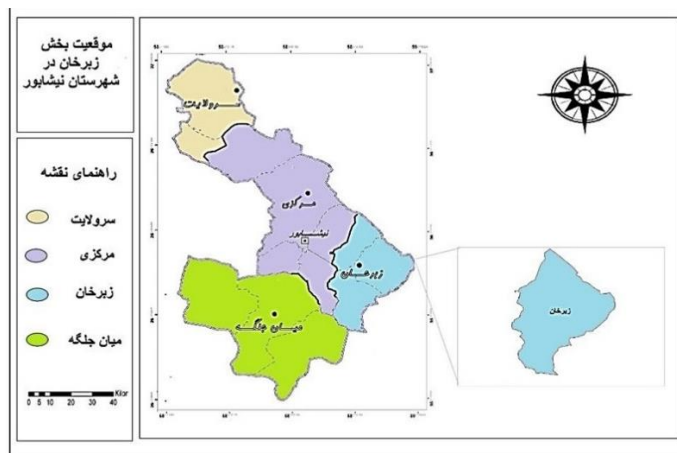 موقعیت بخش
زبرخان در
شهرستان نیشابور
راهنمای نقشه
سرولایت
مرکزی
زبرخان
میان جلگه
0 5 10 20 30 40
سرولایت
مرکزی
نیشابور
زبرخان
میان جلگه
زبرخان